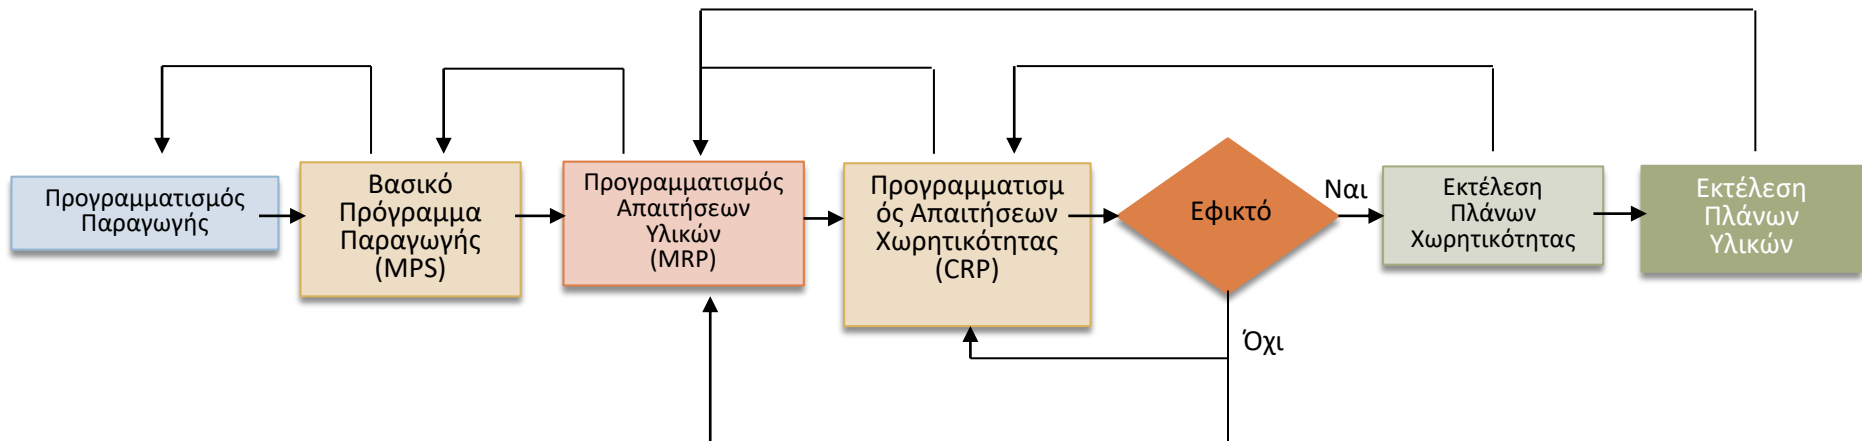 Προγραμματισμός
Παραγωγής
Βασικό
Πρόγραμμα
Παραγωγής
(MPS)
Προγραμματισμός
Απαιτήσεων
Υλικών
(MRP)
Προγραμματισμ
ός Απαιτήσεων
Χωρητικότητας
(CRP)
Εφικτό
Ναι
Όχι
Εκτέλεση
Πλάνων
Χωρητικότητας
Εκτέλεση
Πλάνων
Υλικών